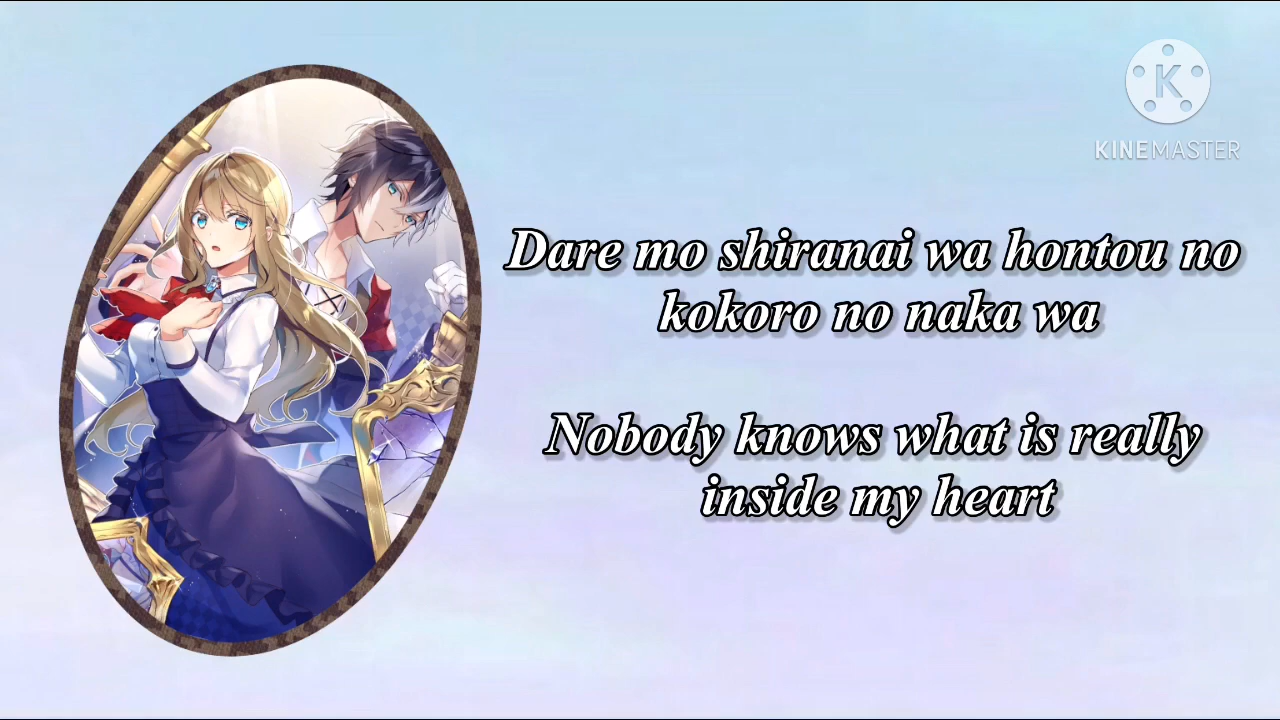 K
KINEMASTER
Dare mo shiranai wa hontou no
kokoro no naka wa
Nobody knows what is really
inside my heart